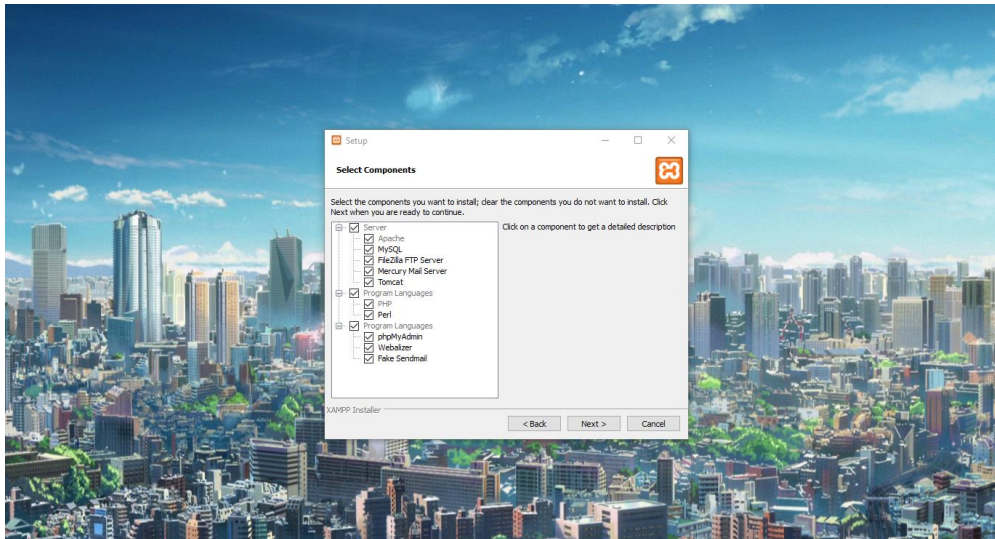 Setup
Select Components
Select the components you want to install; clear the components you do not want to install. Click
Next when you are ready to continue.
Server
Apache
MySQL
FileZilla FTP Server
Mercury Mail Server
Tomcat
Program Languages
PHP
Perl
Program Languages
phpMyAdmin
Webalizer
Fake Sendmail
Click on a component to get a detailed description
XAMPP Installer
< Back
Next >
Cancel